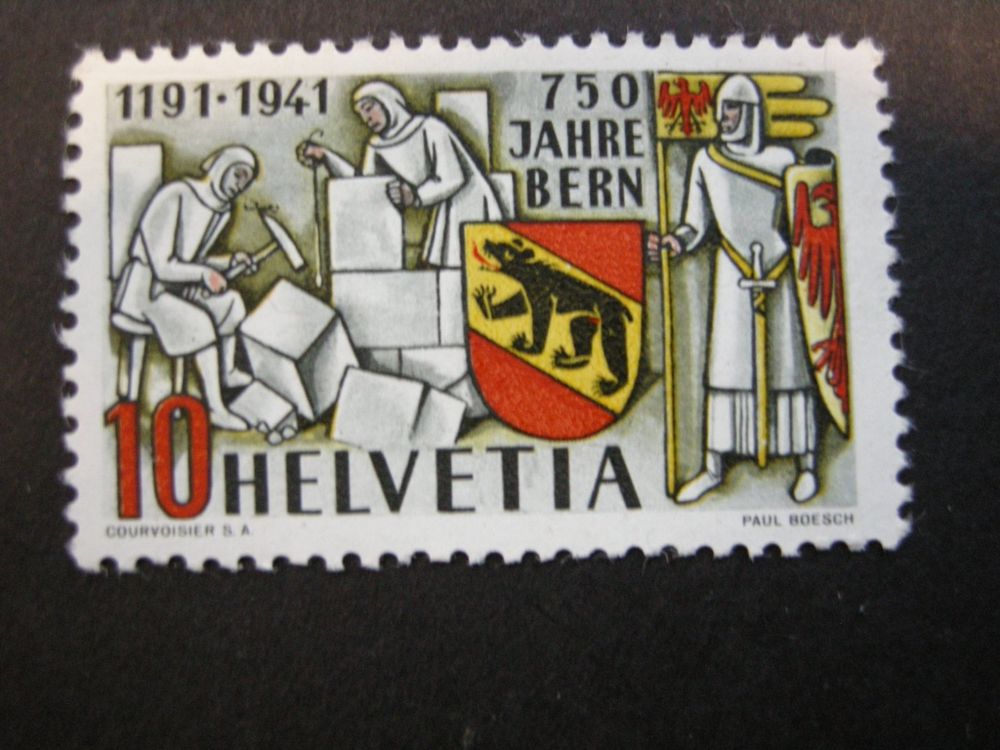 1191·1941
750
JAHRE
BERN
10 HELVETIA
COURVOISIER S. A.
PAUL BOESCH